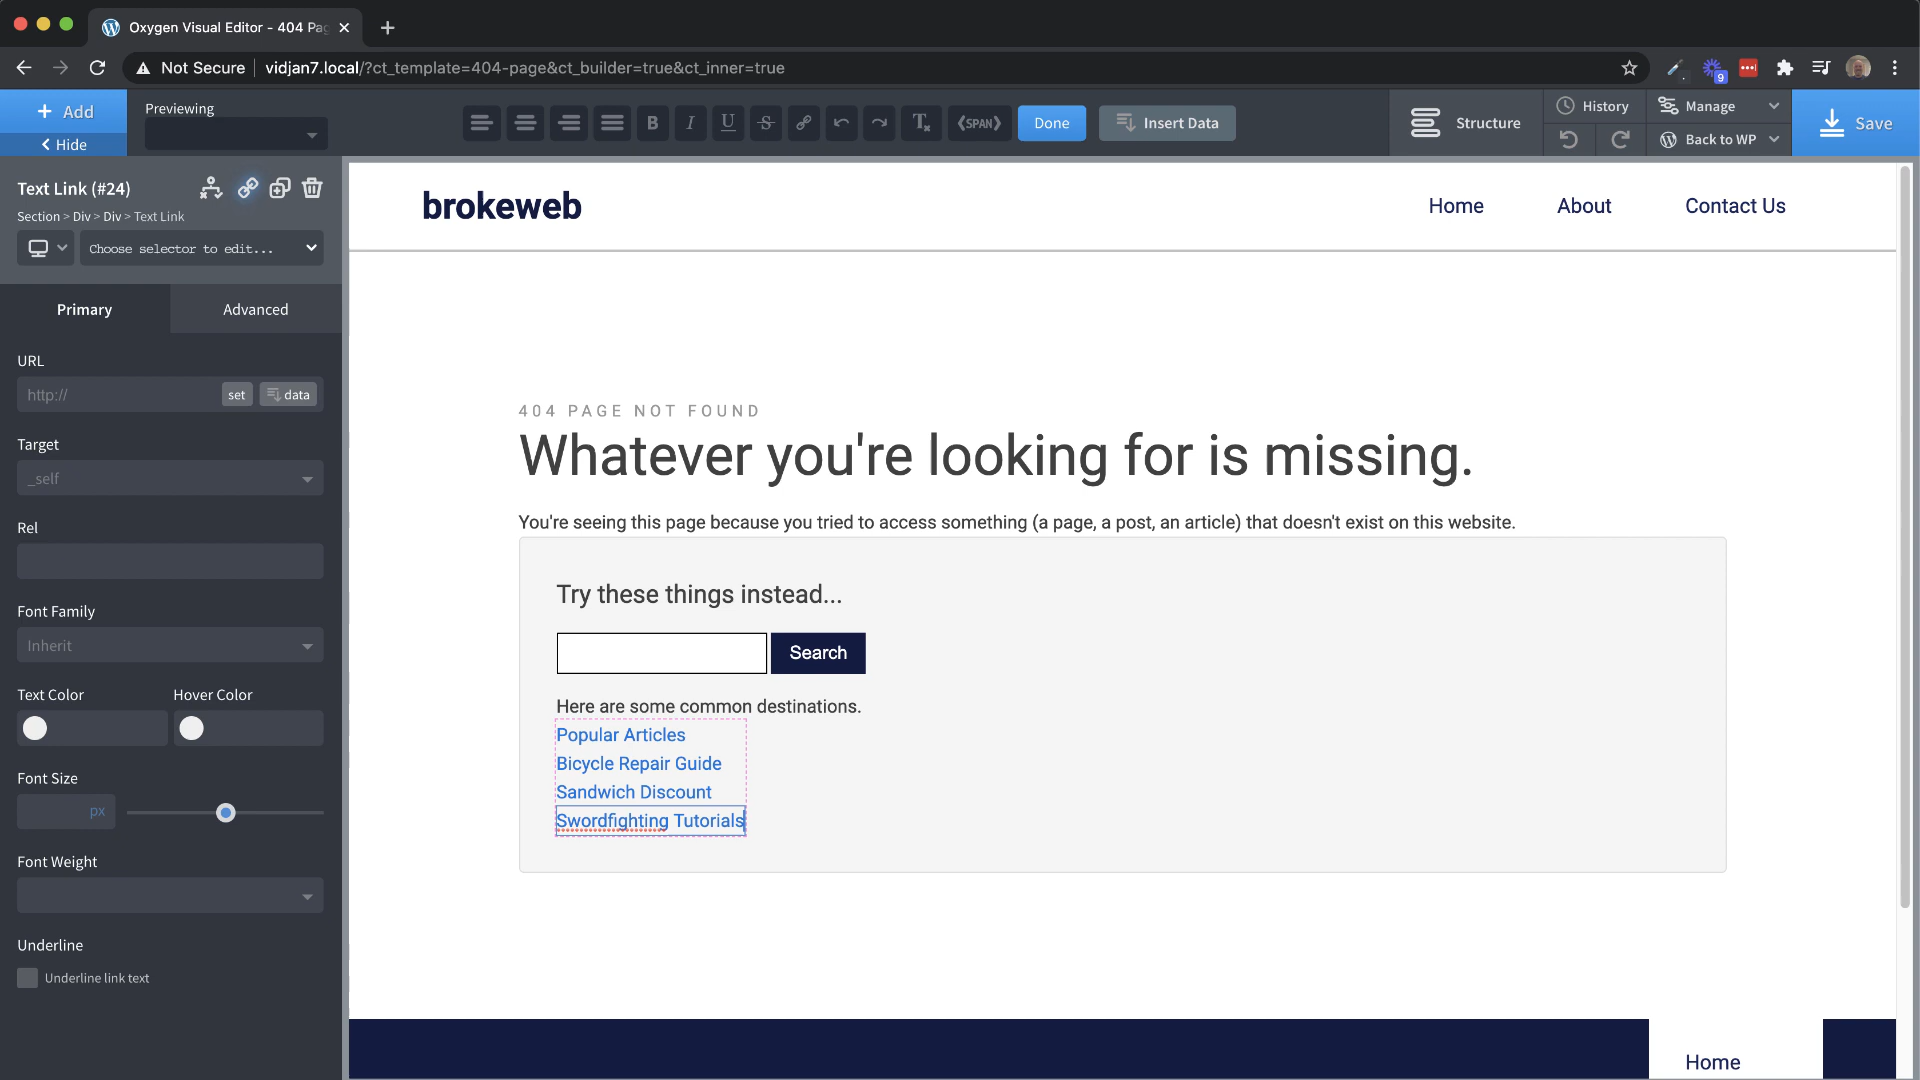 Oxygen Visual Editor - 404 Pag
Not Secure
vidjan7.local/?ct_template=404-page&ct_builder=true&ct_inner=true
9
Add
Hide
Previewing
B I U S
T
SPAN
Done
Insert Data
Structure
History
Manage
Back to WP
Save
Text Link (#24)
Section > Div > Div > Text Link
Choose selector to edit...
Primary
Advanced
URL
http://
set
data
Target
_self
Rel
Font Family
Inherit
Text Color
Hover Color
Font Size
px
Font Weight
Underline
Underline link text
brokeweb
Home
About
Contact Us
404 PAGE NOT FOUND
Whatever you're looking for is missing.
You're seeing this page because you tried to access something (a page, a post, an article) that doesn't exist on this website.
Try these things instead...
Search
Here are some common destinations.
Popular Articles
Bicycle Repair Guide
Sandwich Discount
Swordfighting Tutorials
Home